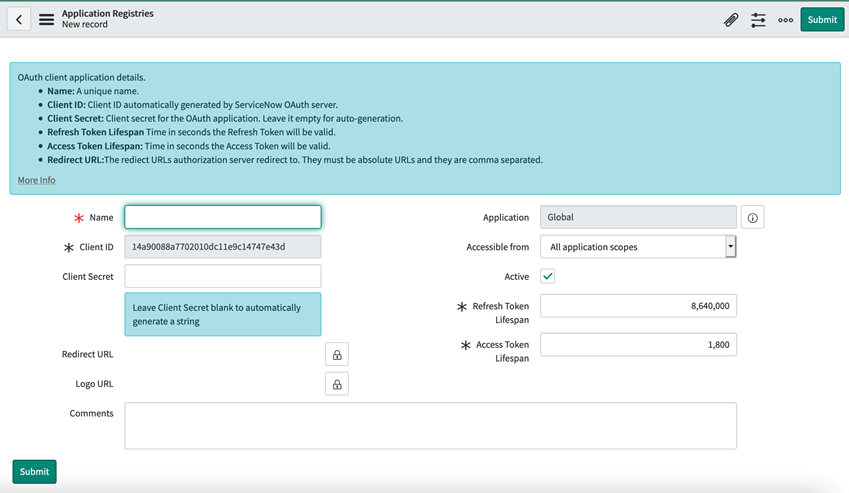 Application Registries
New record
Submit
OAuth client application details.
• Name: A unique name.
• Client ID: Client ID automatically generated by ServiceNow OAuth server.
• Client Secret: Client secret for the OAuth application. Leave it empty for auto-generation.
• Refresh Token Lifespan Time in seconds the Refresh Token will be valid.
• Access Token Lifespan: Time in seconds the Access Token will be valid.
• Redirect URL:The rediect URLs authorization server redirect to. They must be absolute URLs and they are comma separated.
More Info
* Name
* Client ID 14a90088a7702010dc11e9c14747e43d
Client Secret
Leave Client Secret blank to automatically
generate a string
Redirect URL
Logo URL
Application Global
Accessible from All application scopes
Active
* Refresh Token
Lifespan
8,640,000
* Access Token
Lifespan
1,800
Comments
Submit